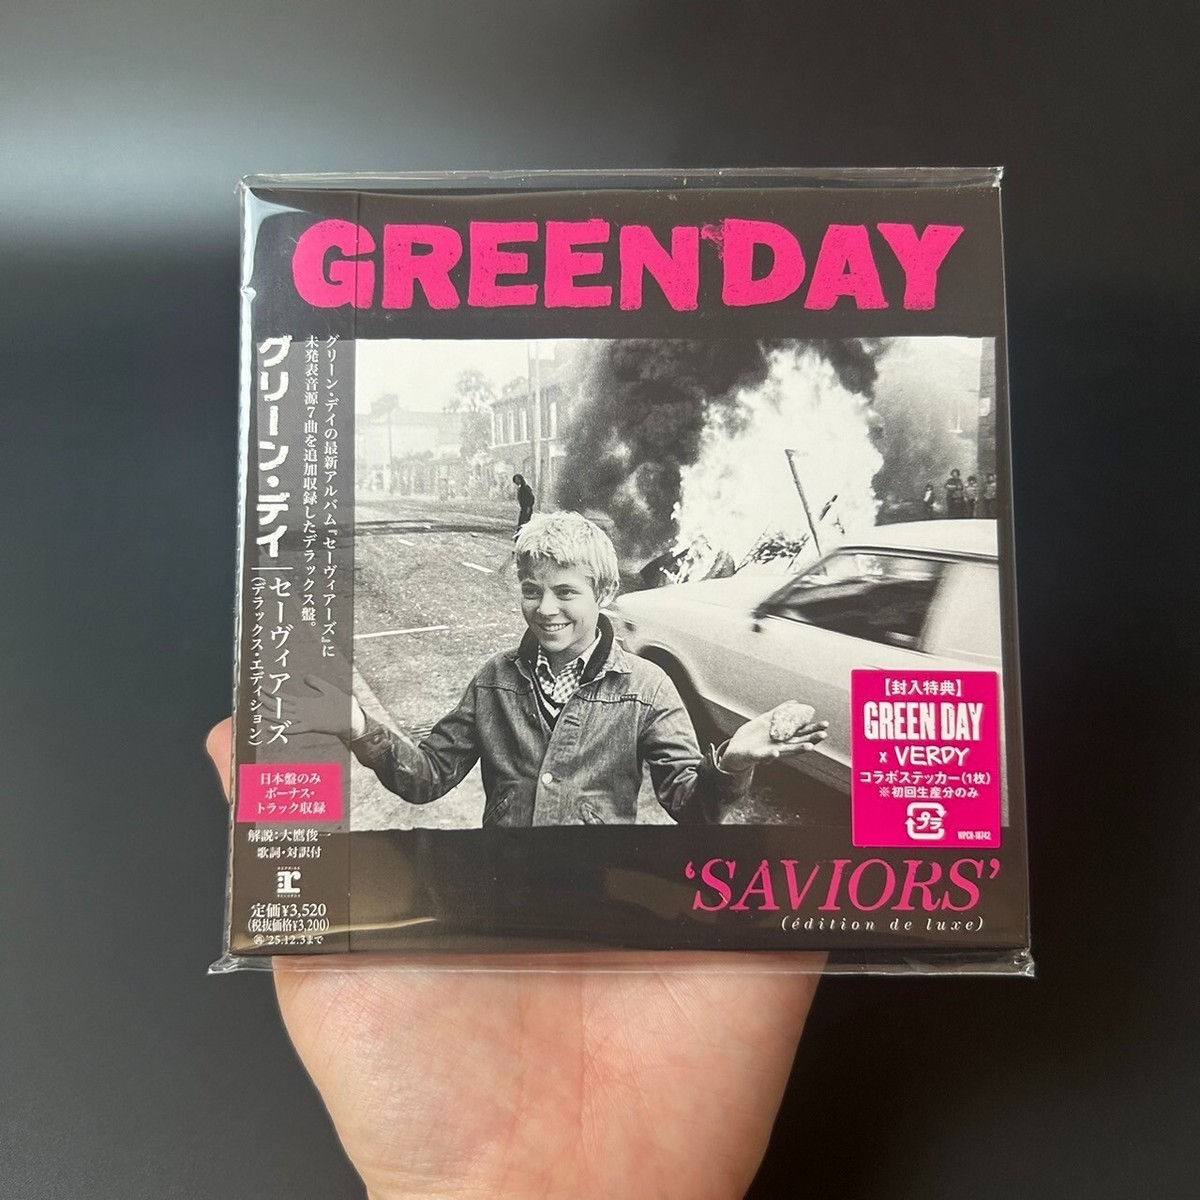 GREEN DAY
グリーン・デイの最新アルバム『セーヴィアーズ』に
未発表音源7曲を追加収録したデラックス盤。
グリーン・デイ
セーヴィアーズ
(デラックス・エディション)
日本盤のみ
ボーナス・
トラック収録
解説:大鷹俊一
歌詞・対訳付
REPRISE
r
RECORDS
定価¥3,520
(税抜価格¥3,200)
'25.12.3まで
【封入特典】
GREEN DAY
x VERDY
コラボステッカー(1枚)
※初回生産分のみ
プラ
WPCR-18742
‘SAVIORS’
(édition de luxe)